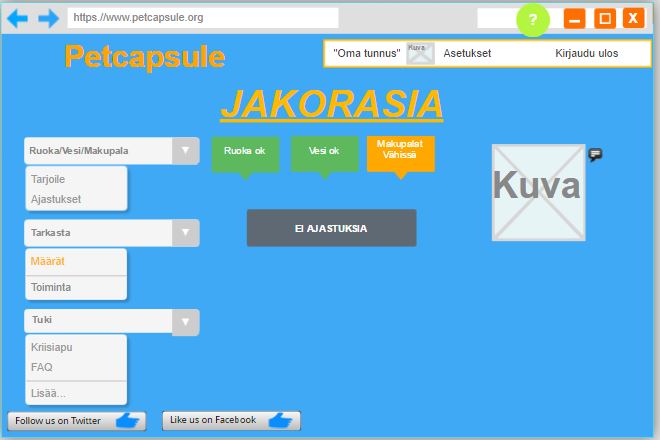 https://www.petcapsule.org
?
X
Petcapsule
"Oma tunnus"
Kuva
Asetukset
Kirjaudu ulos
JAKORASIA
Ruoka/Vesi/Makupala
Tarjoile
Ajastukset
Ruoka ok
Vesi ok
Makupalat
Vähissä
Kuva
Tarkasta
Määrät
Toiminta
EI AJASTUKSIA
Tuki
Kriisiapu
FAQ
Lisää...
Follow us on Twitter
Like us on Facebook